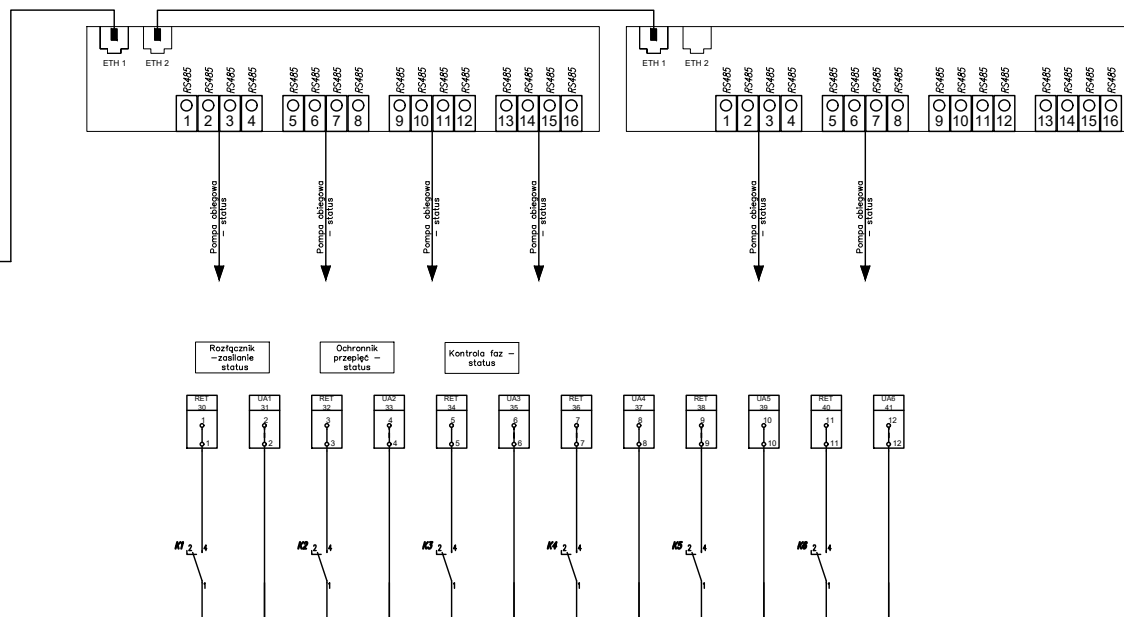 ETH 1 ETH 2
ETH 1 ETH 2
RS485 RS485 RS485 RS485 RS485 RS485 RS485 RS485 RS485 RS485 RS485 RS485 RS485 RS485 RS485 RS485
1 2 3 4 5 6 7 8 9 10 11 12 13 14 15 16
RS485 RS485 RS485 RS485 RS485 RS485 RS485 RS485 RS485 RS485 RS485 RS485 RS485 RS485 RS485 RS485
1 2 3 4 5 6 7 8 9 10 11 12 13 14 15 16
Pompa obiegowa
– status
Pompa obiegowa
– status
Pompa obiegowa
– status
Pompa obiegowa
– status
Pompa obiegowa
– status
Pompa obiegowa
– status
Rozłącznik
–zasilanie
status
Ochronnik
przepięć –
status
Kontrola faz –
status
RET UA1 RET UA2 RET UA3 RET UA4 RET UA5 RET UA6
30 31 32 33 34 35 36 37 38 39 40 41
1 2 3 4 5 6 7 8 9 10 11 12
1 2 3 4 5 6 7 8 9 10 11 12
K1 2 4 K2 2 4 K3 2 4 K4 2 4 K5 2 4 K6 2 4
1 1 1 1 1 1